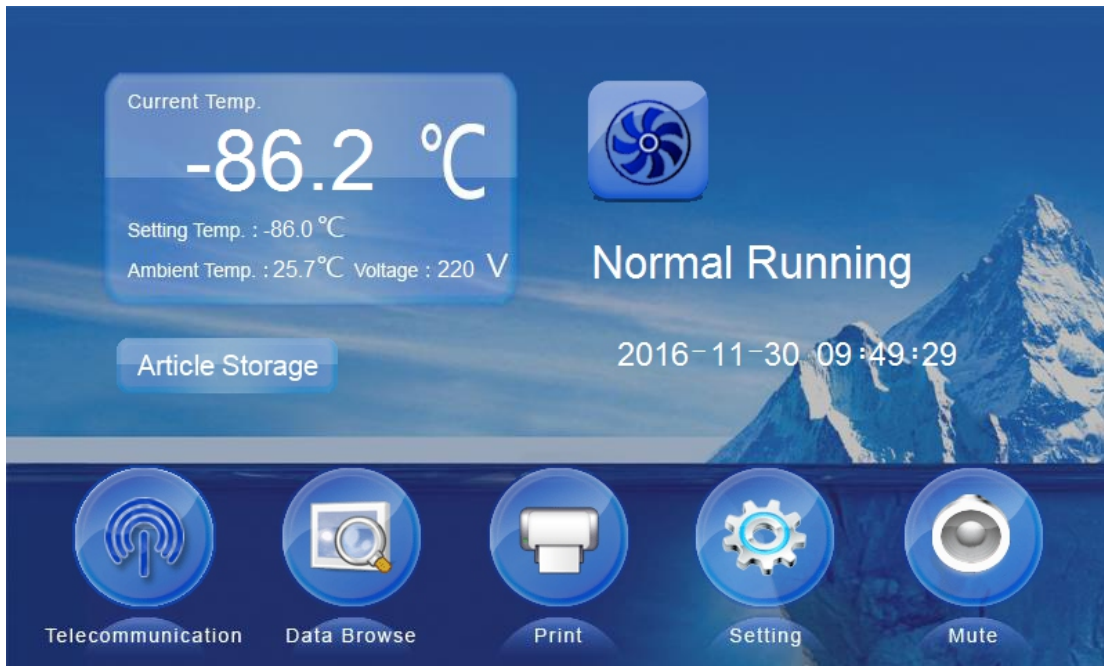 Current Temp.
-86.2 ℃
Setting Temp. : -86.0 ℃
Ambient Temp. : 25.7℃ Voltage : 220 V
Normal Running
Article Storage
2016-11-30 09:49:29
Telecommunication
Data Browse
Print
Setting
Mute